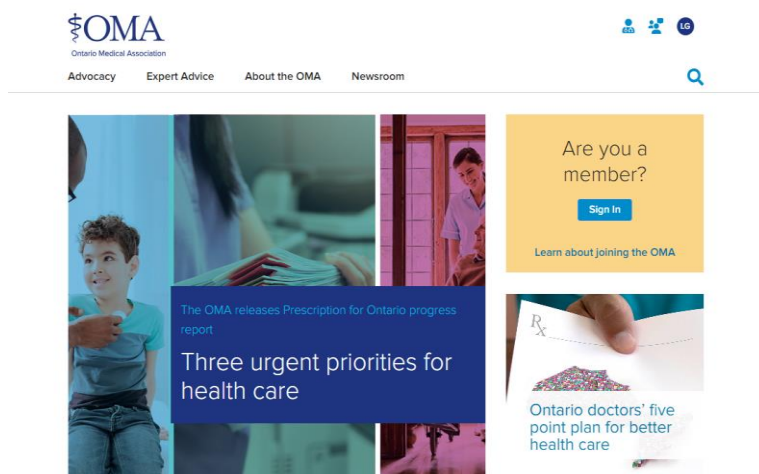 OMA
Ontario Medical Association
LG
Advocacy Expert Advice About the OMA Newsroom
The OMA releases Prescription for Ontario progress
report
Three urgent priorities for
health care
Are you a
member?
Sign In
Learn about joining the OMA
Rx
Ontario doctors' five
point plan for better
health care